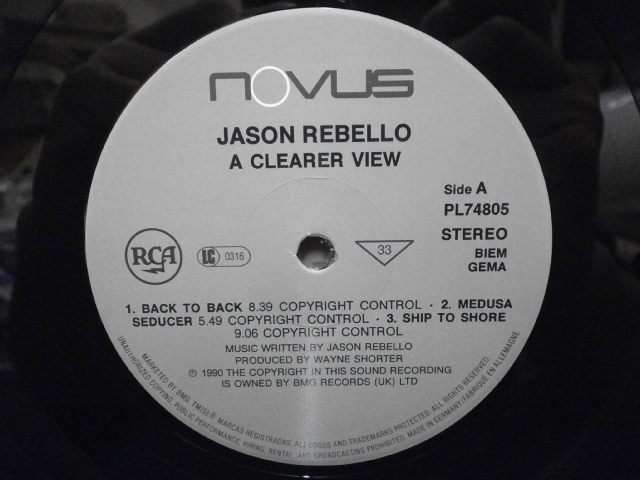 NOVUS
JASON REBELLO
A CLEARER VIEW
Side A
PL74805
STEREO
BIEM
GEMA
RCA
LC 0316
33
1. BACK TO BACK 8.39 COPYRIGHT CONTROL · 2. MEDUSA
SEDUCER 5.49 COPYRIGHT CONTROL · 3. SHIP TO SHORE
9.06 COPYRIGHT CONTROL
MUSIC WRITTEN BY JASON REBELLO
PRODUCED BY WAYNE SHORTER
℗ 1990 THE COPYRIGHT IN THIS SOUND RECORDING
IS OWNED BY BMG RECORDS (UK) LTD
MARKETED BY BMG. TM(S) ® MARCAS REGISTRADAS. ALL LOGOS AND TRADEMARKS PROTECTED. ALL RIGHTS RESERVED.
UNAUTHORIZED COPYING, PUBLIC PERFORMANCE, HIRING, RENTAL, AND BROADCASTING PROHIBITED. MADE IN GERMANY/FABRIQUE EN ALLEMAGNE